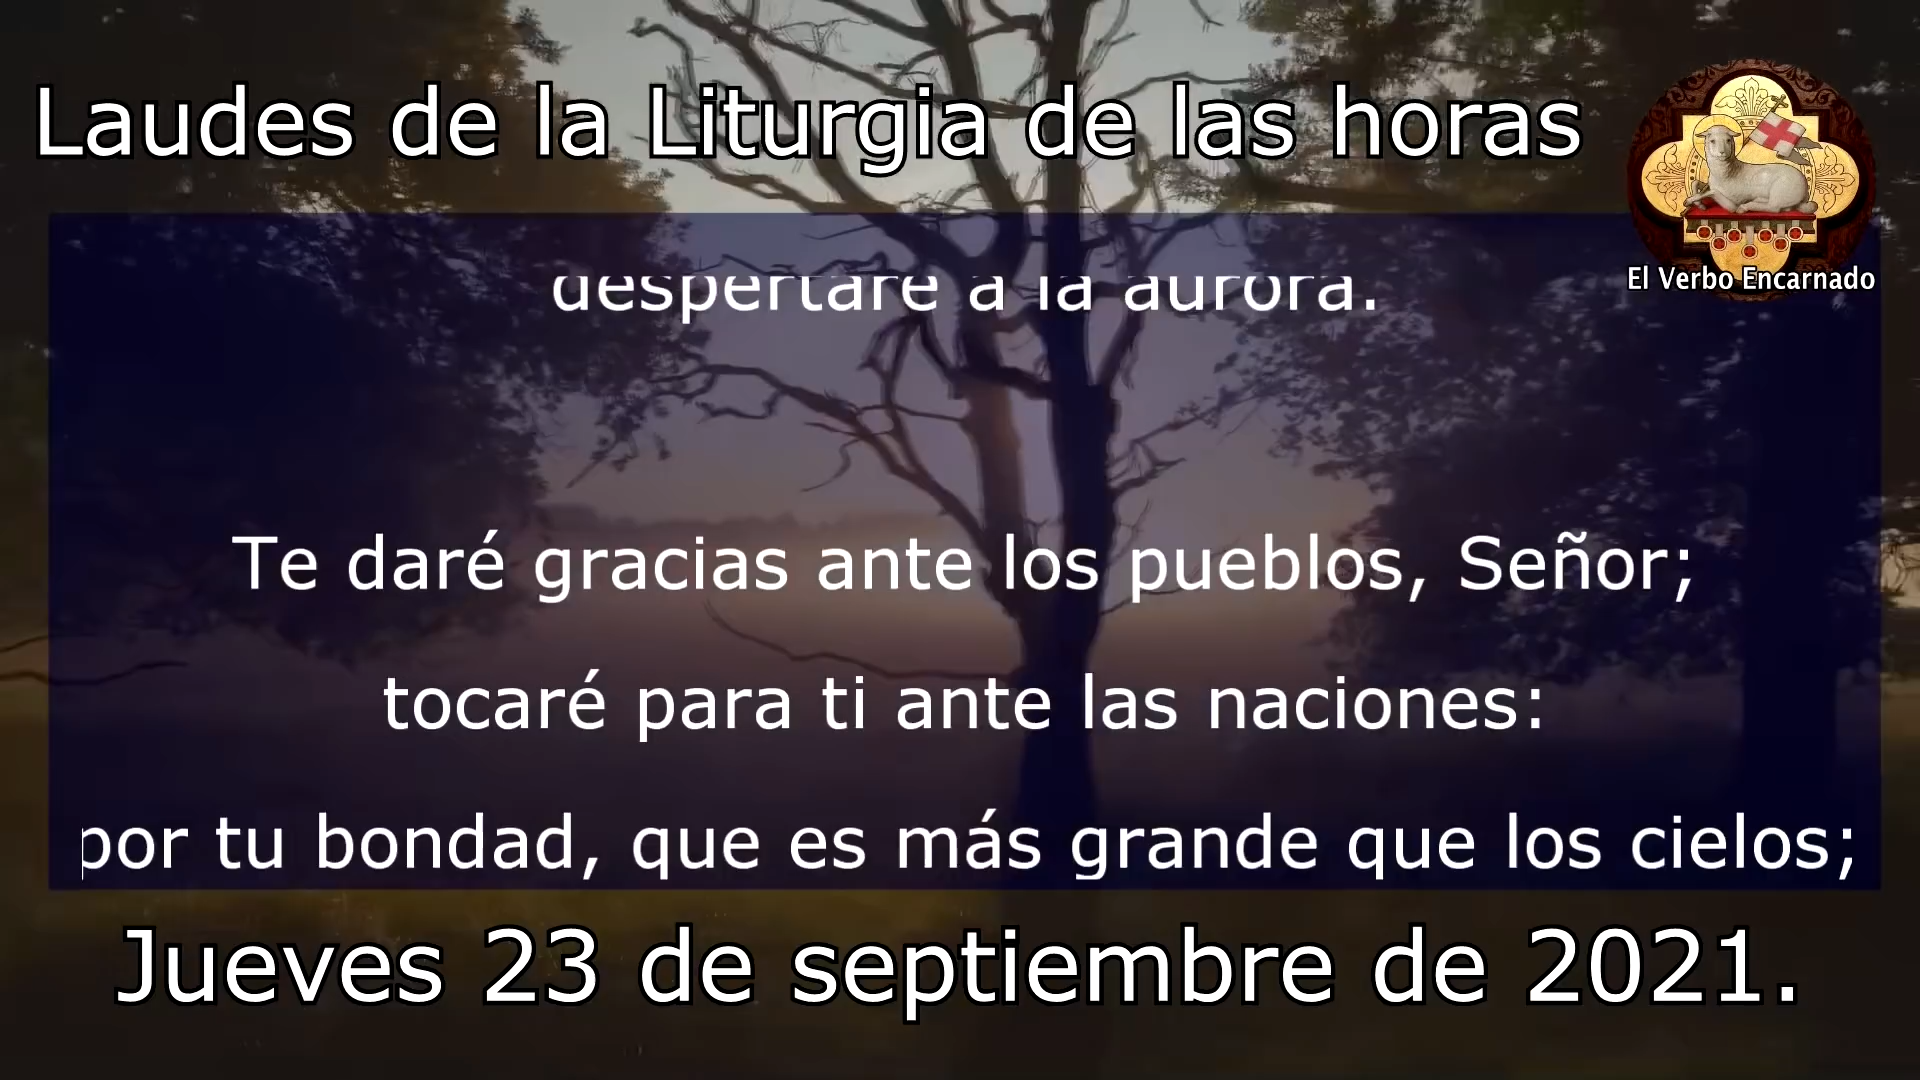 Laudes de la Liturgia de las horas
El Verbo Encarnado
despertaré a la aurora.
Te daré gracias ante los pueblos, Señor;
tocaré para ti ante las naciones:
por tu bondad, que es más grande que los cielos;
Jueves 23 de septiembre de 2021.